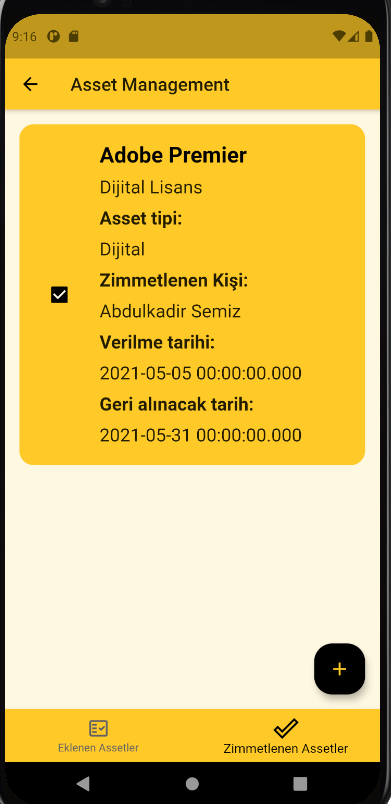 9:16
Asset Management
Adobe Premier
Dijital Lisans
Asset tipi:
Dijital
Zimmetlenen Kişi:
Abdulkadir Semiz
Verilme tarihi:
2021-05-05 00:00:00.000
Geri alınacak tarih:
2021-05-31 00:00:00.000
+
Eklenen Assetler
Zimmetlenen Assetler